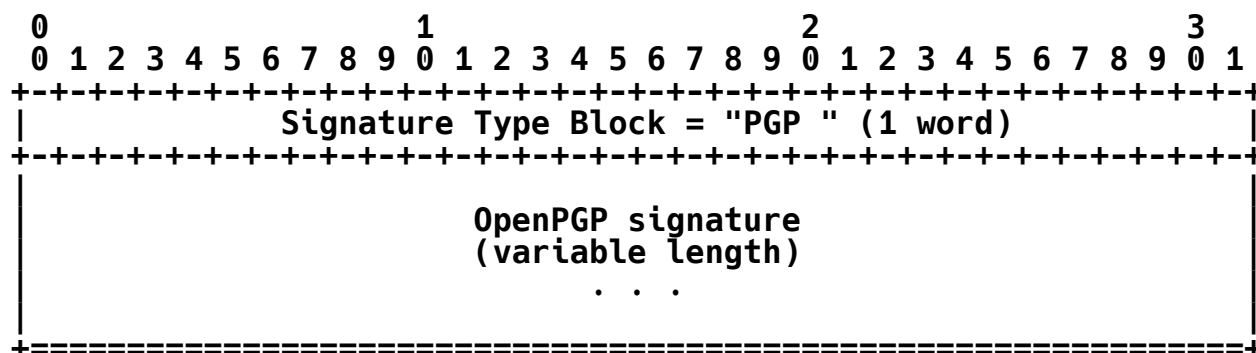 0                   1                   2                   3
 0 1 2 3 4 5 6 7 8 9 0 1 2 3 4 5 6 7 8 9 0 1 2 3 4 5 6 7 8 9 0 1
+-+-+-+-+-+-+-+-+-+-+-+-+-+-+-+-+-+-+-+-+-+-+-+-+-+-+-+-+-+-+-+-+
|             Signature Type Block = "PGP " (1 word)            |
+-+-+-+-+-+-+-+-+-+-+-+-+-+-+-+-+-+-+-+-+-+-+-+-+-+-+-+-+-+-+-+-+
|                                                               |
|                       OpenPGP signature                       |
|                       (variable length)                       |
|                             . . .                             |
|                                                               |
+===============================================================+